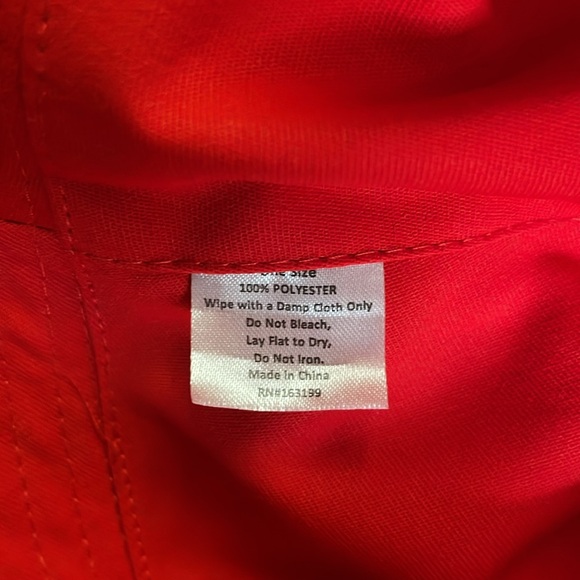 One Size
100% POLYESTER
Wipe with a Damp Cloth Only
Do Not Bleach,
Lay Flat to Dry,
Do Not Iron.
Made in China
RN#163199